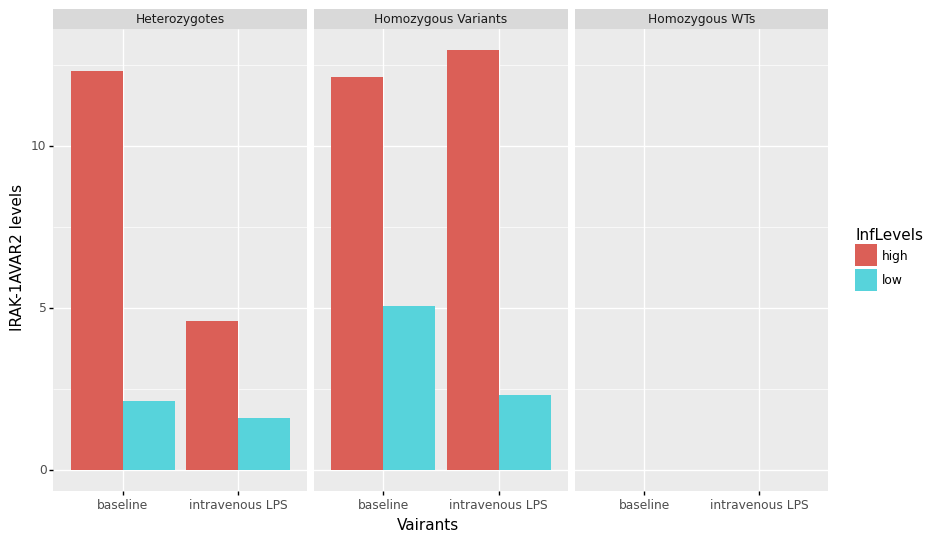 Heterozygotes
Homozygous Variants
Homozygous WTs
IRAK-1AVAR2 levels
10
5
0
baseline
intravenous LPS
baseline
intravenous LPS
baseline
intravenous LPS
Vairants
InfLevels
high
low